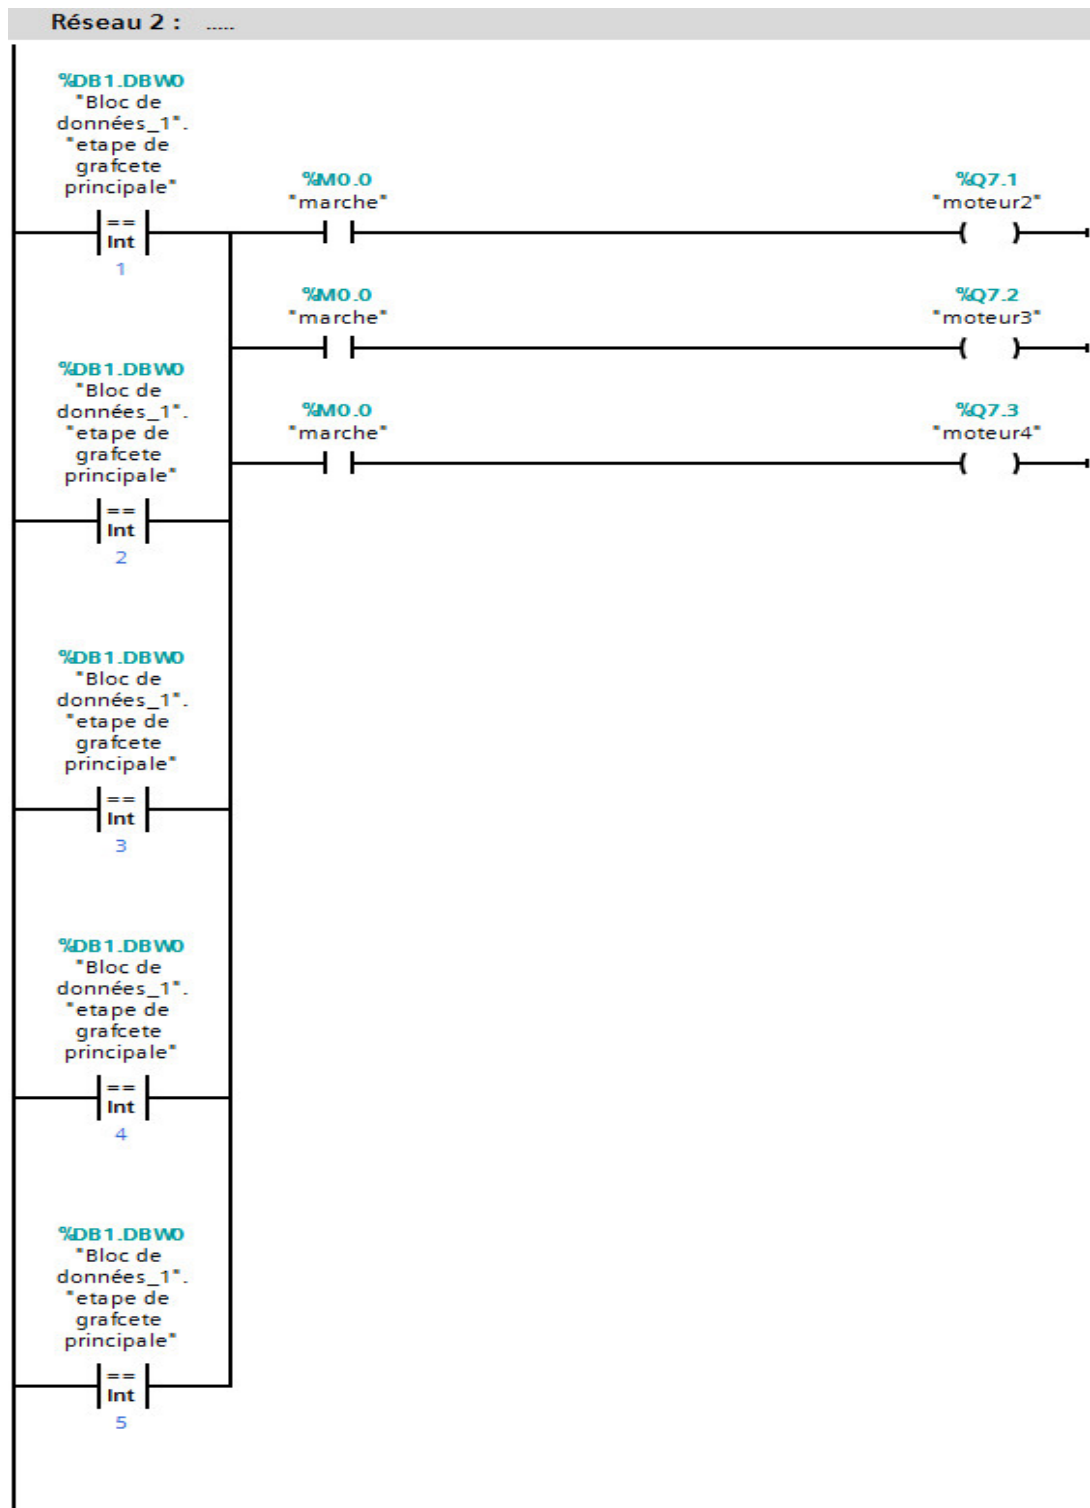 Réseau 2 : .....
%DB1.DBW0
"Bloc de
données_1".
"etape de
grafcete
principale"
==
Int
1
%M0.0
"marche"
%Q7.1
"moteur2"
%M0.0
"marche"
%Q7.2
"moteur3"
%DB1.DBW0
"Bloc de
données_1".
"etape de
grafcete
principale"
==
Int
2
%M0.0
"marche"
%Q7.3
"moteur4"
%DB1.DBW0
"Bloc de
données_1".
"etape de
grafcete
principale"
==
Int
3
%DB1.DBW0
"Bloc de
données_1".
"etape de
grafcete
principale"
==
Int
4
%DB1.DBW0
"Bloc de
données_1".
"etape de
grafcete
principale"
==
Int
5